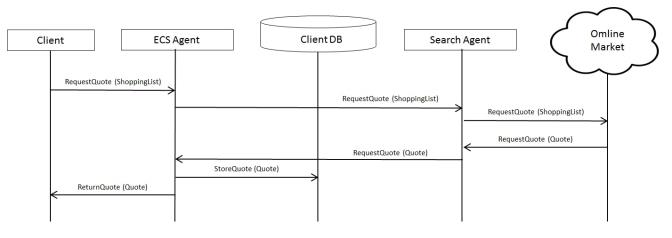 Client
ECS Agent
Client DB
Search Agent
Omline
Market
RequestQuote (ShoppingList)
RequestQuote (ShoppingList)
RequestQuote (ShoppingList)
RequestQuote (Quote)
RequestQuote (Quote)
StoreQuote (Quote)
ReturnQuote (Quote)